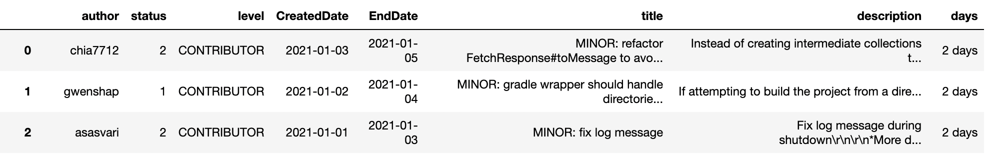 author status level CreatedDate EndDate title description days
0 chia7712 2 CONTRIBUTOR 2021-01-03 2021-01-
05 MINOR: refactor
FetchResponse#toMessage to avo... Instead of creating intermediate collections
t... 2 days
1 gwenshap 1 CONTRIBUTOR 2021-01-02 2021-01-
04 MINOR: gradle wrapper should handle
directorie... If attempting to build the project from a dire... 2 days
2 asasvari 2 CONTRIBUTOR 2021-01-01 2021-01-
03 MINOR: fix log message Fix log message during
shutdown\r\n\r\n*More d... 2 days